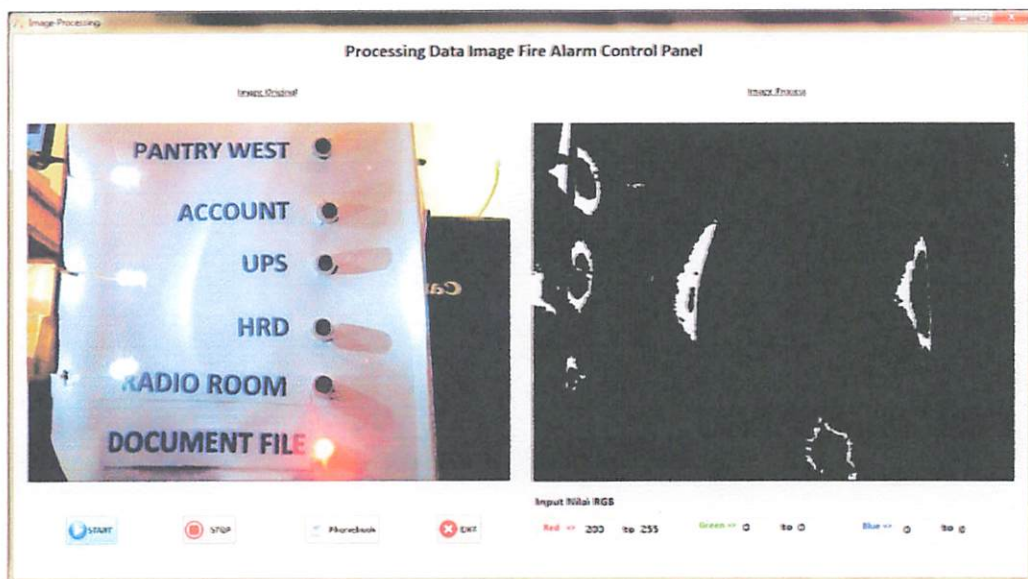 Image-Processing
Processing Data Image Fire Alarm Control Panel
Image Original
Image Process
PANTRY WEST
ACCOUNT
UPS
HRD
RADIO ROOM
DOCUMENT FILE
Input Nilai RGB
START
STOP
Phonebook
EXIT
Red => 200 to 255
Green => 0 to 0
Blue => 0 to 0